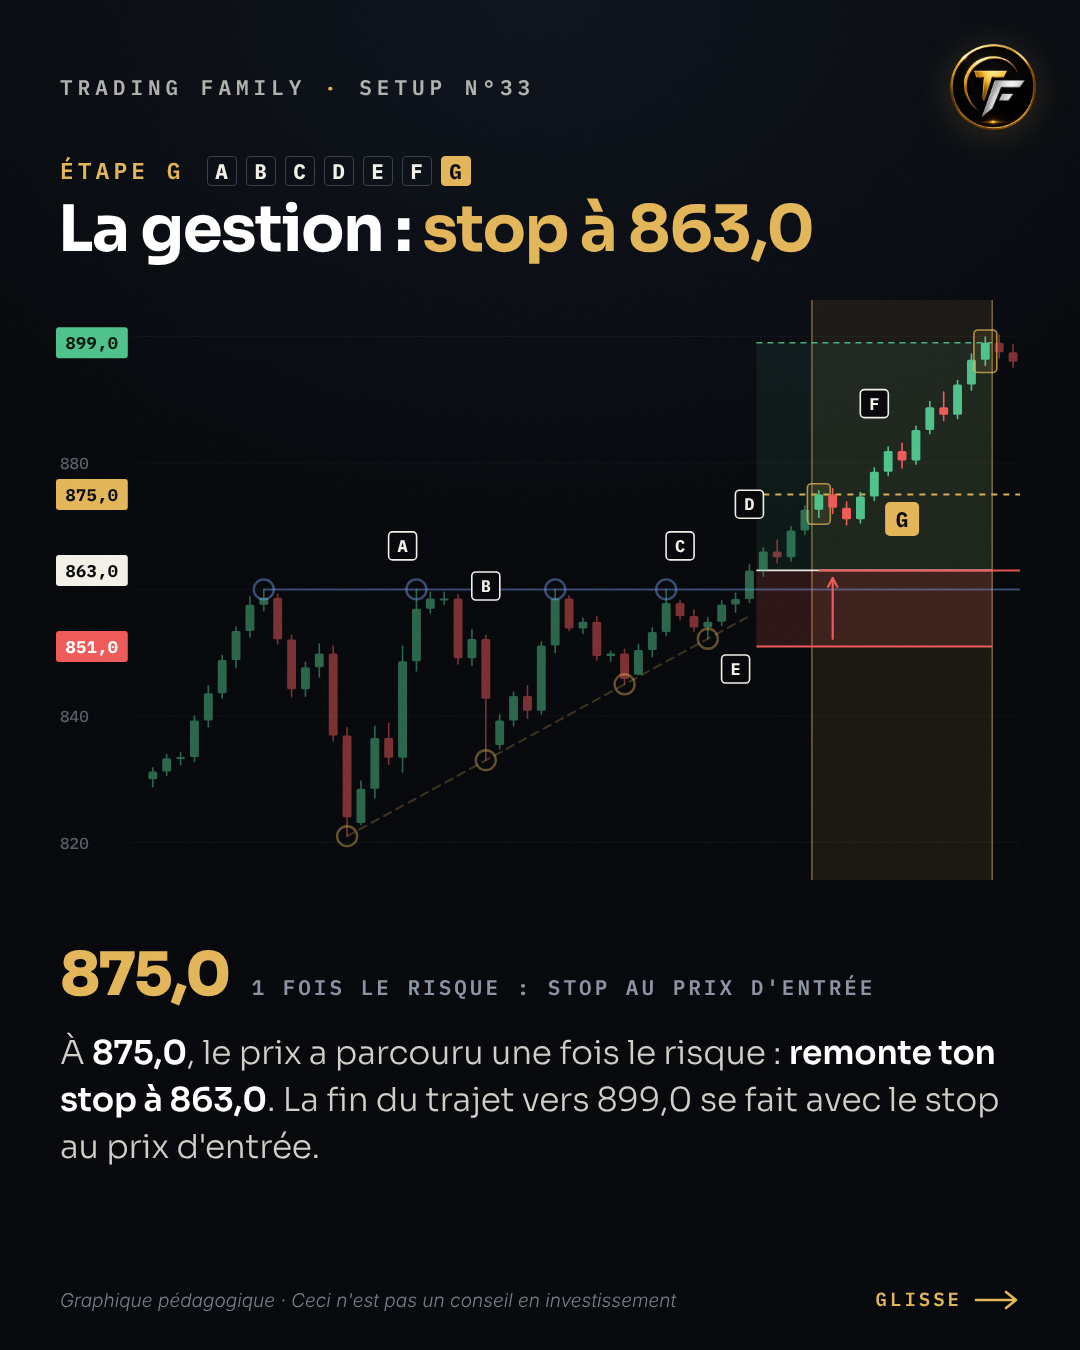 TRADING FAMILY · SETUP N°33
TF
ÉTAPE G A B C D E F G
La gestion : stop à 863,0
899,0
880
875,0
863,0
851,0
840
820
A
B
C
D
E
F
G
875,0 1 FOIS LE RISQUE : STOP AU PRIX D'ENTRÉE
À 875,0, le prix a parcouru une fois le risque : remonte ton
stop à 863,0. La fin du trajet vers 899,0 se fait avec le stop
au prix d'entrée.
Graphique pédagogique · Ceci n'est pas un conseil en investissement
GLISSE →